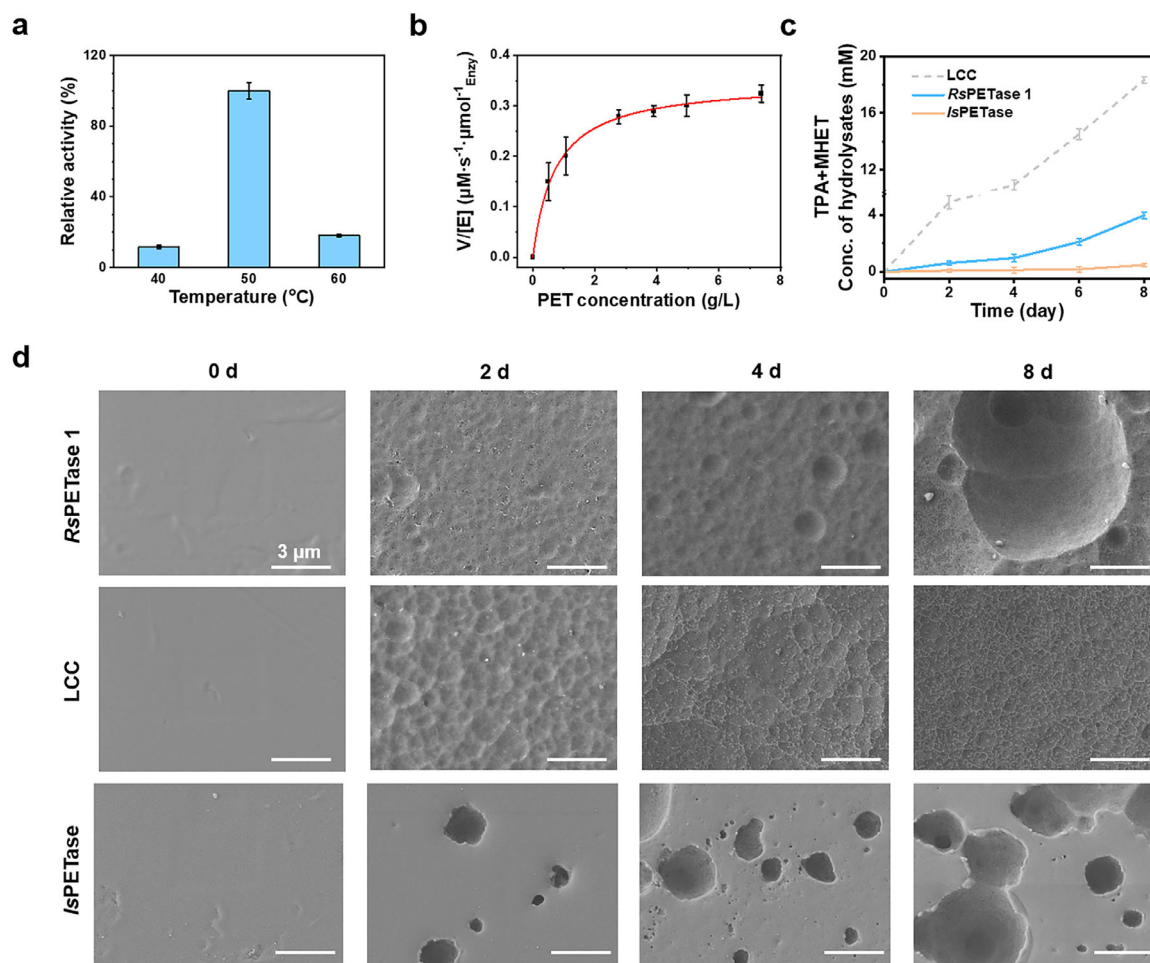 a
Relative activity (%)
120
80
40
0
40 50 60
Temperature (°C)
b
V/[E] (μM·s⁻¹·μmol⁻¹Enzy)
0.4
0.3
0.2
0.1
0.0
0 2 4 6 8
PET concentration (g/L)
c
TPA+MHET
Conc. of hydrolysates (mM)
20
18
12
4
0
LCC
RsPETase 1
IsPETase
0 2 4 6 8
Time (day)
d
0 d 2 d 4 d 8 d
RsPETase 1
3 μm
LCC
IsPETase